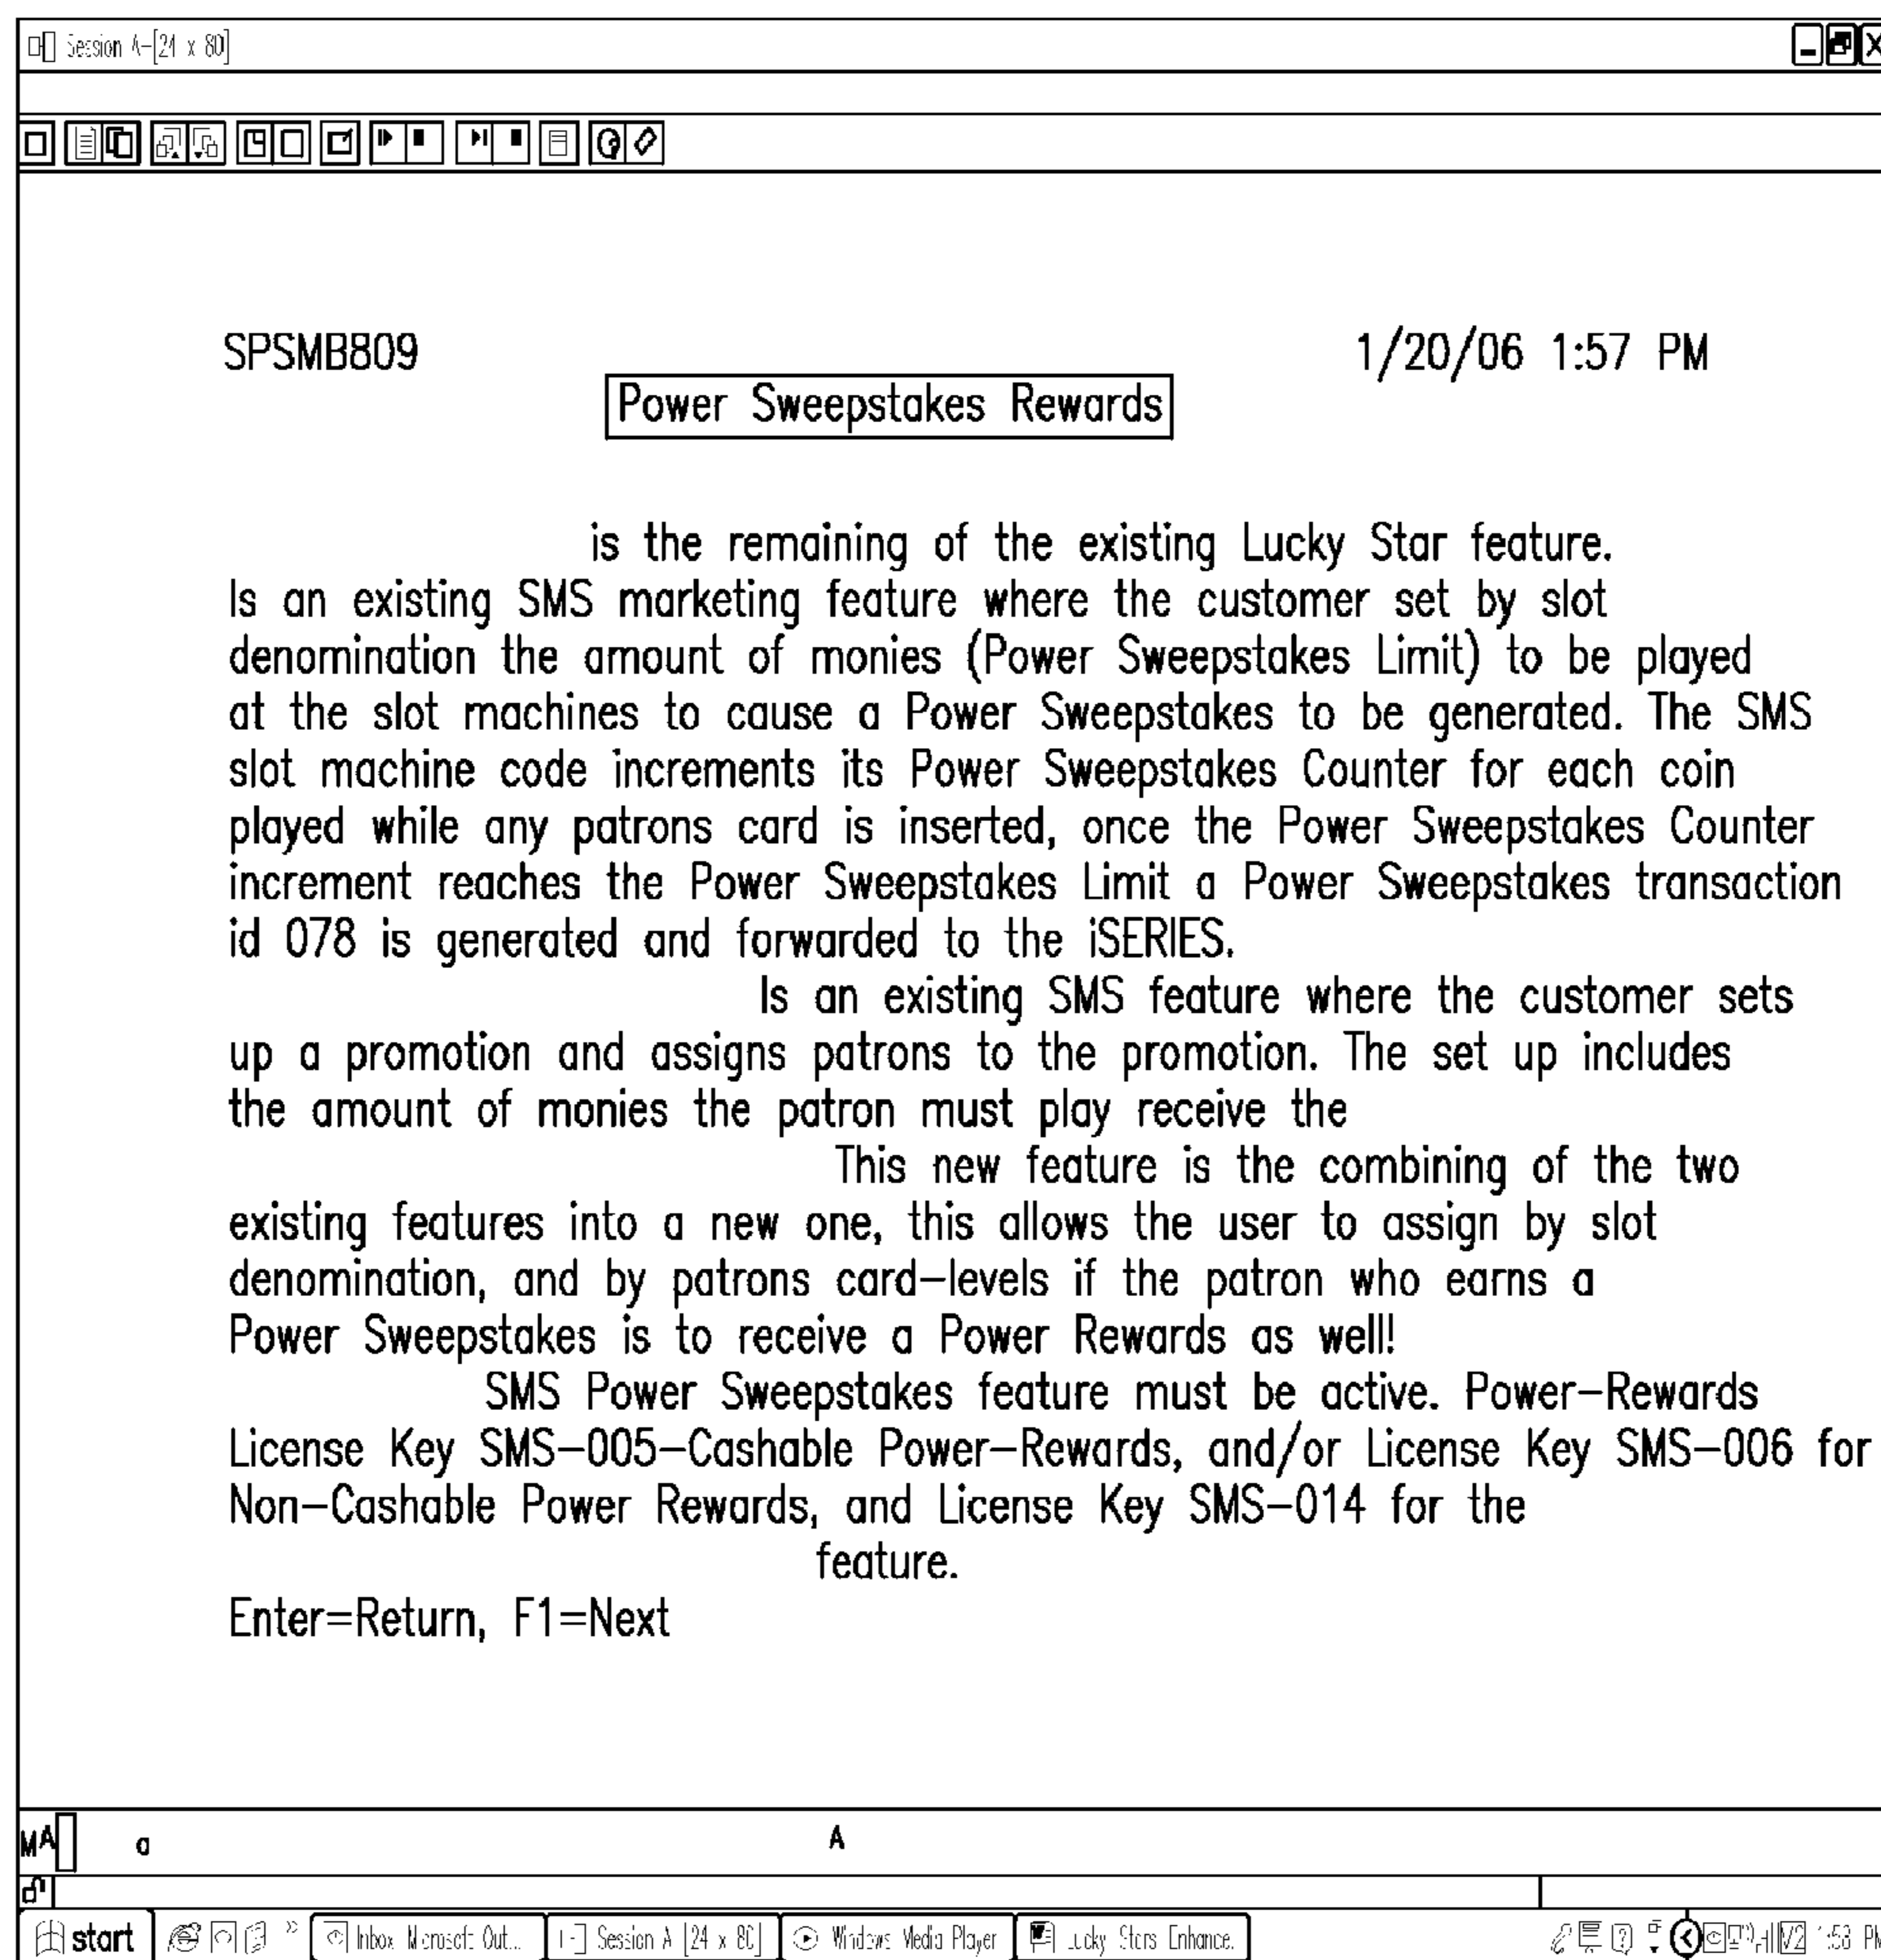 Session A-[24 x 80]
SPSMB809 1/20/06 1:57 PM
Power Sweepstakes Rewards
is the remaining of the existing Lucky Star feature.
Is an existing SMS marketing feature where the customer set by slot
denomination the amount of monies (Power Sweepstakes Limit) to be played
at the slot machines to cause a Power Sweepstakes to be generated. The SMS
slot machine code increments its Power Sweepstakes Counter for each coin
played while any patrons card is inserted, once the Power Sweepstakes Counter
increment reaches the Power Sweepstakes Limit a Power Sweepstakes transaction
id 078 is generated and forwarded to the iSERIES.
Is an existing SMS feature where the customer sets
up a promotion and assigns patrons to the promotion. The set up includes
the amount of monies the patron must play receive the
This new feature is the combining of the two
existing features into a new one, this allows the user to assign by slot
denomination, and by patrons card-levels if the patron who earns a
Power Sweepstakes is to receive a Power Rewards as well!
SMS Power Sweepstakes feature must be active. Power-Rewards
License Key SMS-005-Cashable Power-Rewards, and/or License Key SMS-006 for
Non-Cashable Power Rewards, and License Key SMS-014 for the
feature.
Enter=Return, F1=Next
MA a A
start Inbox Microsoft Out... Session A [24 x 80] Windows Media Player Lucky Stars Enhance. V2 1:58 PM